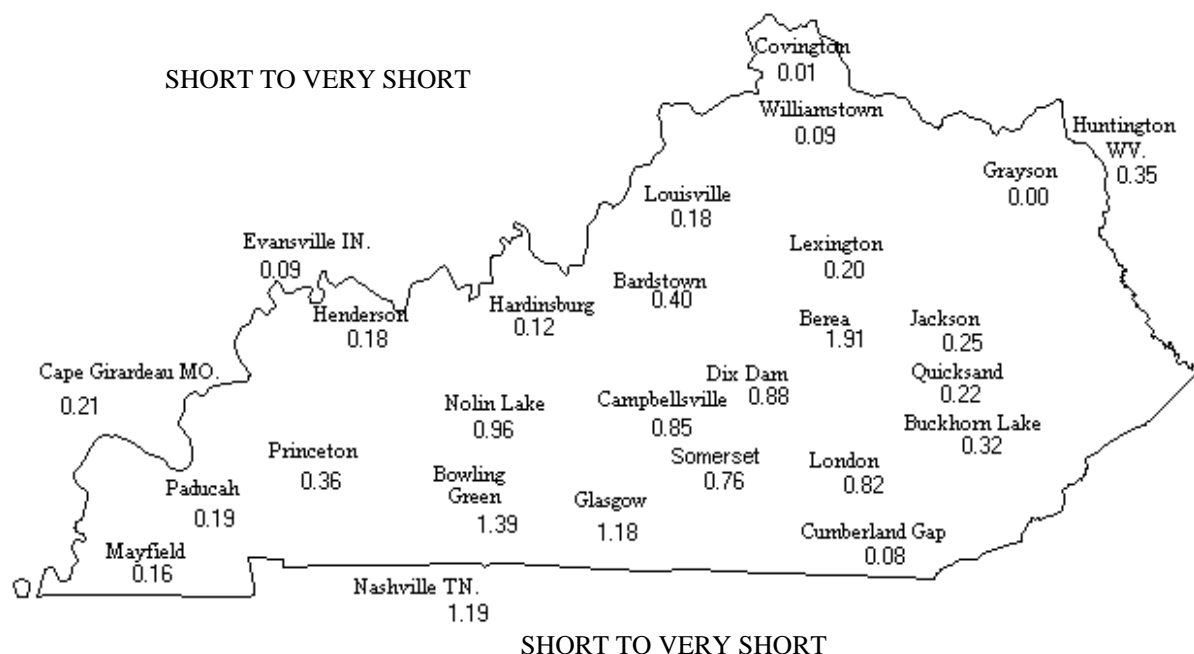 Covington
0.01
SHORT TO VERY SHORT
Williamstown
0.09
Huntington
WV.
0.35
Grayson
0.00
Louisville
0.18
Evansville IN.
0.09
Lexington
0.20
Bardstown
0.40
Hardinsburg
0.12
Henderson
0.18
Berea
1.91
Jackson
0.25
Cape Girardeau MO.
0.21
Dix Dam
0.88
Quicksand
0.22
Nolin Lake
0.96
Campbellsville
0.85
Buckhorn Lake
0.32
Princeton
0.36
Somerset
0.76
London
0.82
Bowling
Green
1.39
Paducah
0.19
Glasgow
1.18
Cumberland Gap
0.08
Mayfield
0.16
Nashville TN.
1.19
SHORT TO VERY SHORT